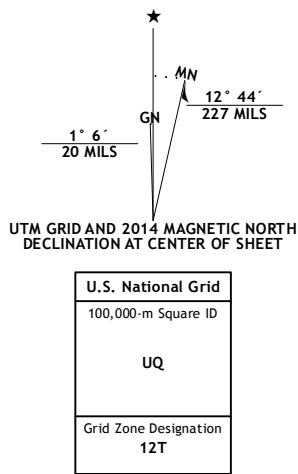 ★
MN
GN
12° 44´
227 MILS
1° 6´
20 MILS
UTM GRID AND 2014 MAGNETIC NORTH
DECLINATION AT CENTER OF SHEET
U.S. National Grid
100,000-m Square ID
UQ
Grid Zone Designation
12T